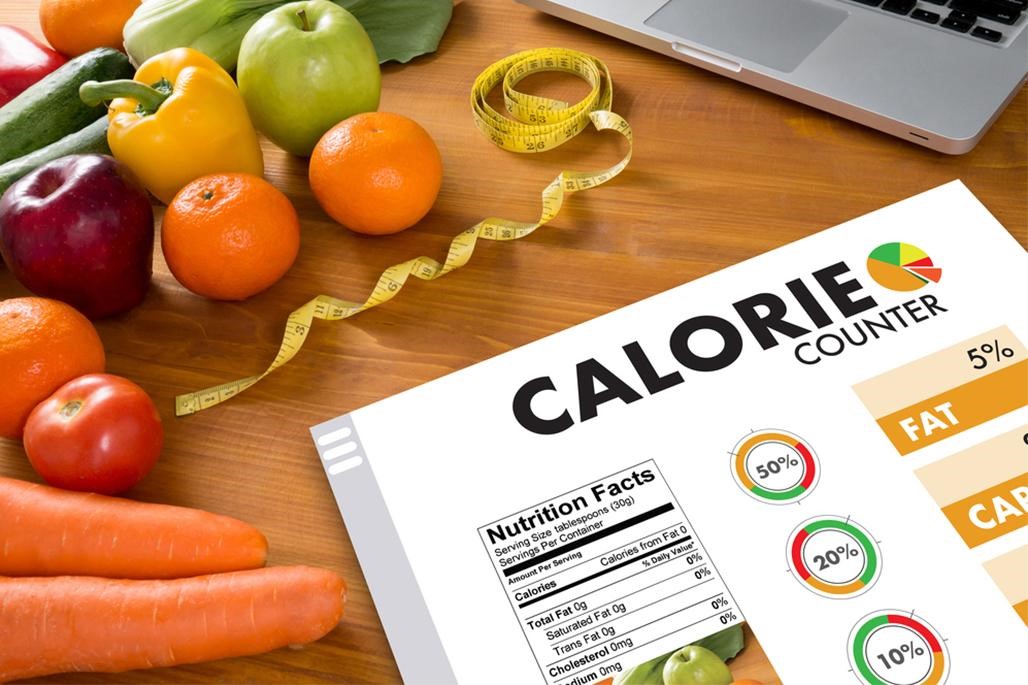 CALORIE
COUNTER
5%
FAT
50%
20%
10%
Nutrition Facts
Serving Size tablespoons (30g)
Servings Per Container
Amount Per Serving
Calories
Calories from Fat 0
% Daily Value*
Total Fat 0g
0%
Saturated Fat 0g
0%
Trans Fat 0g
Cholesterol 0mg
0%
0mg
0%
26